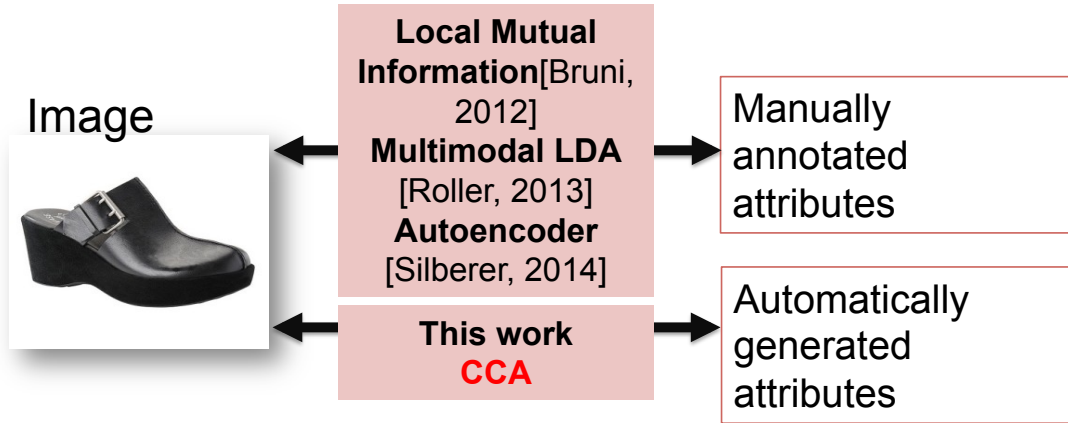 Image
Local Mutual
Information[Bruni,
2012]
Multimodal LDA
[Roller, 2013]
Autoencoder
[Silberer, 2014]
Manually
annotated
attributes
This work
CCA
Automatically
generated
attributes